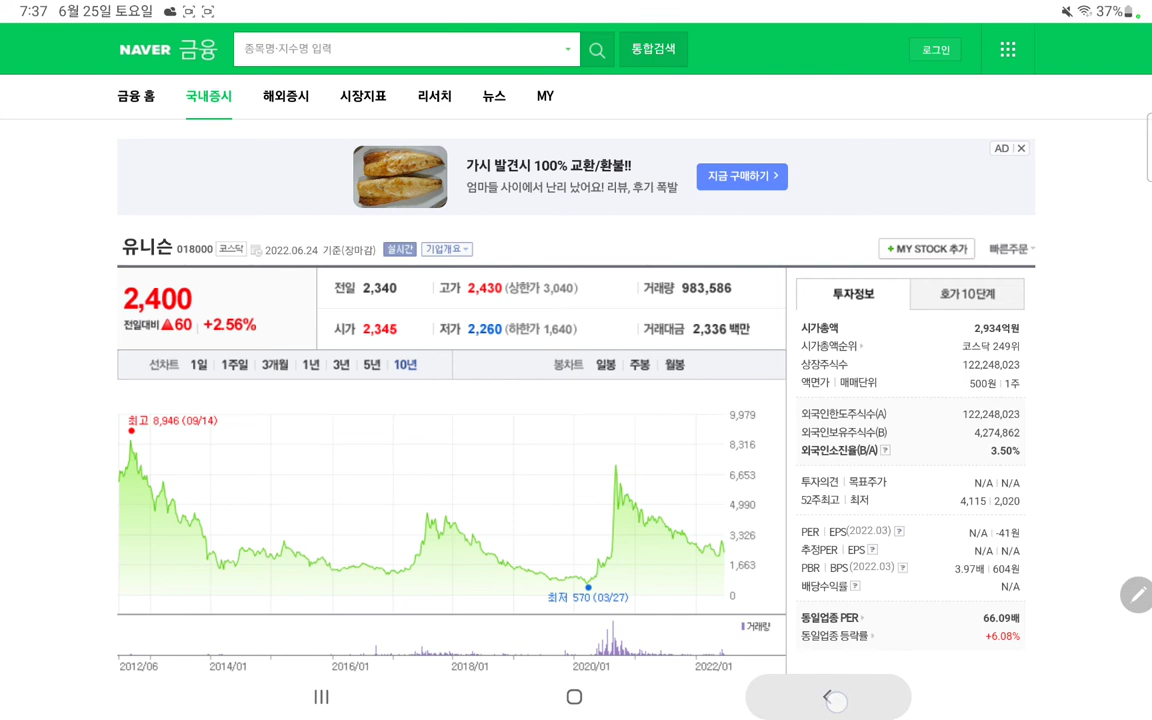 7:37 6월 25일 토요일
37%
NAVER 금융 종목명·지수명 입력 통합검색 로그인
금융 홈 국내증시 해외증시 시장지표 리서치 뉴스 MY
AD X
가시 발견시 100% 교환/환불!!
엄마들 사이에서 난리 났어요! 리뷰, 후기 폭발
지금 구매하기 >
유니슨 018000 코스닥 2022.06.24 기준(장마감) 실시간 기업개요
+ MY STOCK 추가 빠른주문
2,400
전일대비 ▲60 +2.56%
전일 2,340 고가 2,430 (상한가 3,040) 거래량 983,586
시가 2,345 저가 2,260 (하한가 1,640) 거래대금 2,336 백만
선차트 1일 1주일 3개월 1년 3년 5년 10년 봉차트 일봉 주봉 월봉
최고 8,946 (09/14)
9,979
8,316
6,653
4,990
3,326
1,663
0
최저 570 (03/27)
거래량
2012/06 2014/01 2016/01 2018/01 2020/01 2022/01
투자정보 호가 10단계
시가총액 2,934억원
시가총액순위 코스닥 249위
상장주식수 122,248,023
액면가 매매단위 500원 1주
외국인한도주식수(A) 122,248,023
외국인보유주식수(B) 4,274,862
외국인소진율(B/A) ? 3.50%
투자의견 목표주가 N/A N/A
52주최고 최저 4,115 2,020
PER EPS(2022.03) ? N/A -41원
추정PER EPS ? N/A N/A
PBR BPS(2022.03) ? 3.97배 604원
배당수익률 ? N/A
동일업종 PER 66.09배
동일업종 등락률 +6.08%